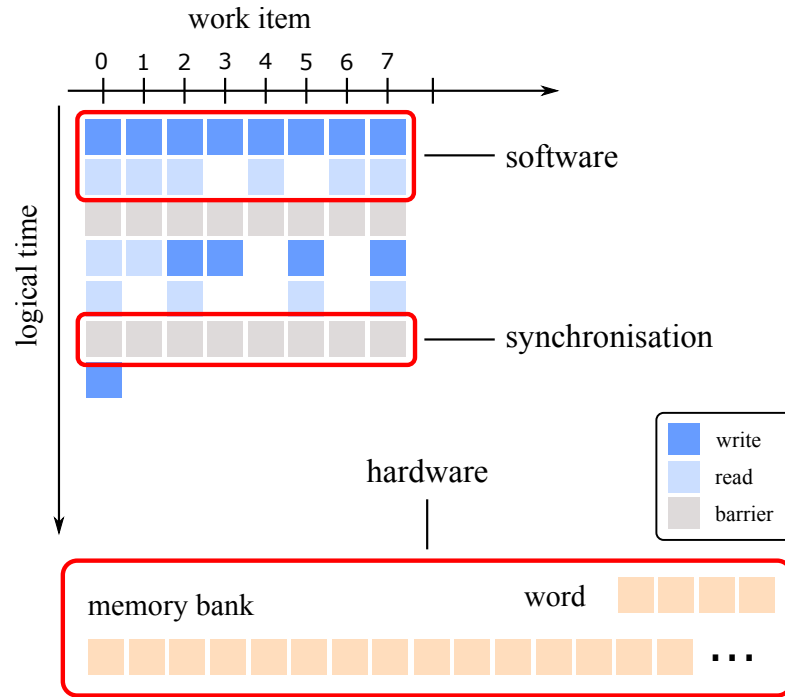 work item
0 1 2 3 4 5 6 7
software
logical time
synchronisation
write
read
barrier
hardware
word
memory bank
...